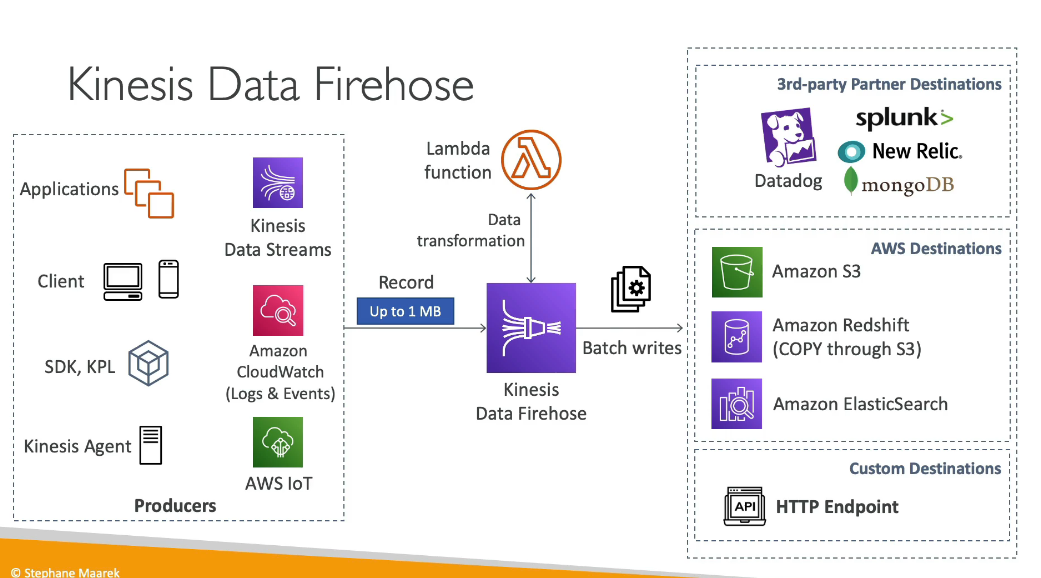 Kinesis Data Firehose
Applications
Client
SDK, KPL
Kinesis Agent
Kinesis
Data Streams
Amazon
CloudWatch
(Logs & Events)
AWS IoT
Producers
Record
Up to 1 MB
Lambda
function
Data
transformation
Kinesis
Data Firehose
Batch writes
3rd-party Partner Destinations
Datadog
splunk>
New Relic.
mongoDB
AWS Destinations
Amazon S3
Amazon Redshift
(COPY through S3)
Amazon ElasticSearch
Custom Destinations
API
HTTP Endpoint
© Stephane Maarek